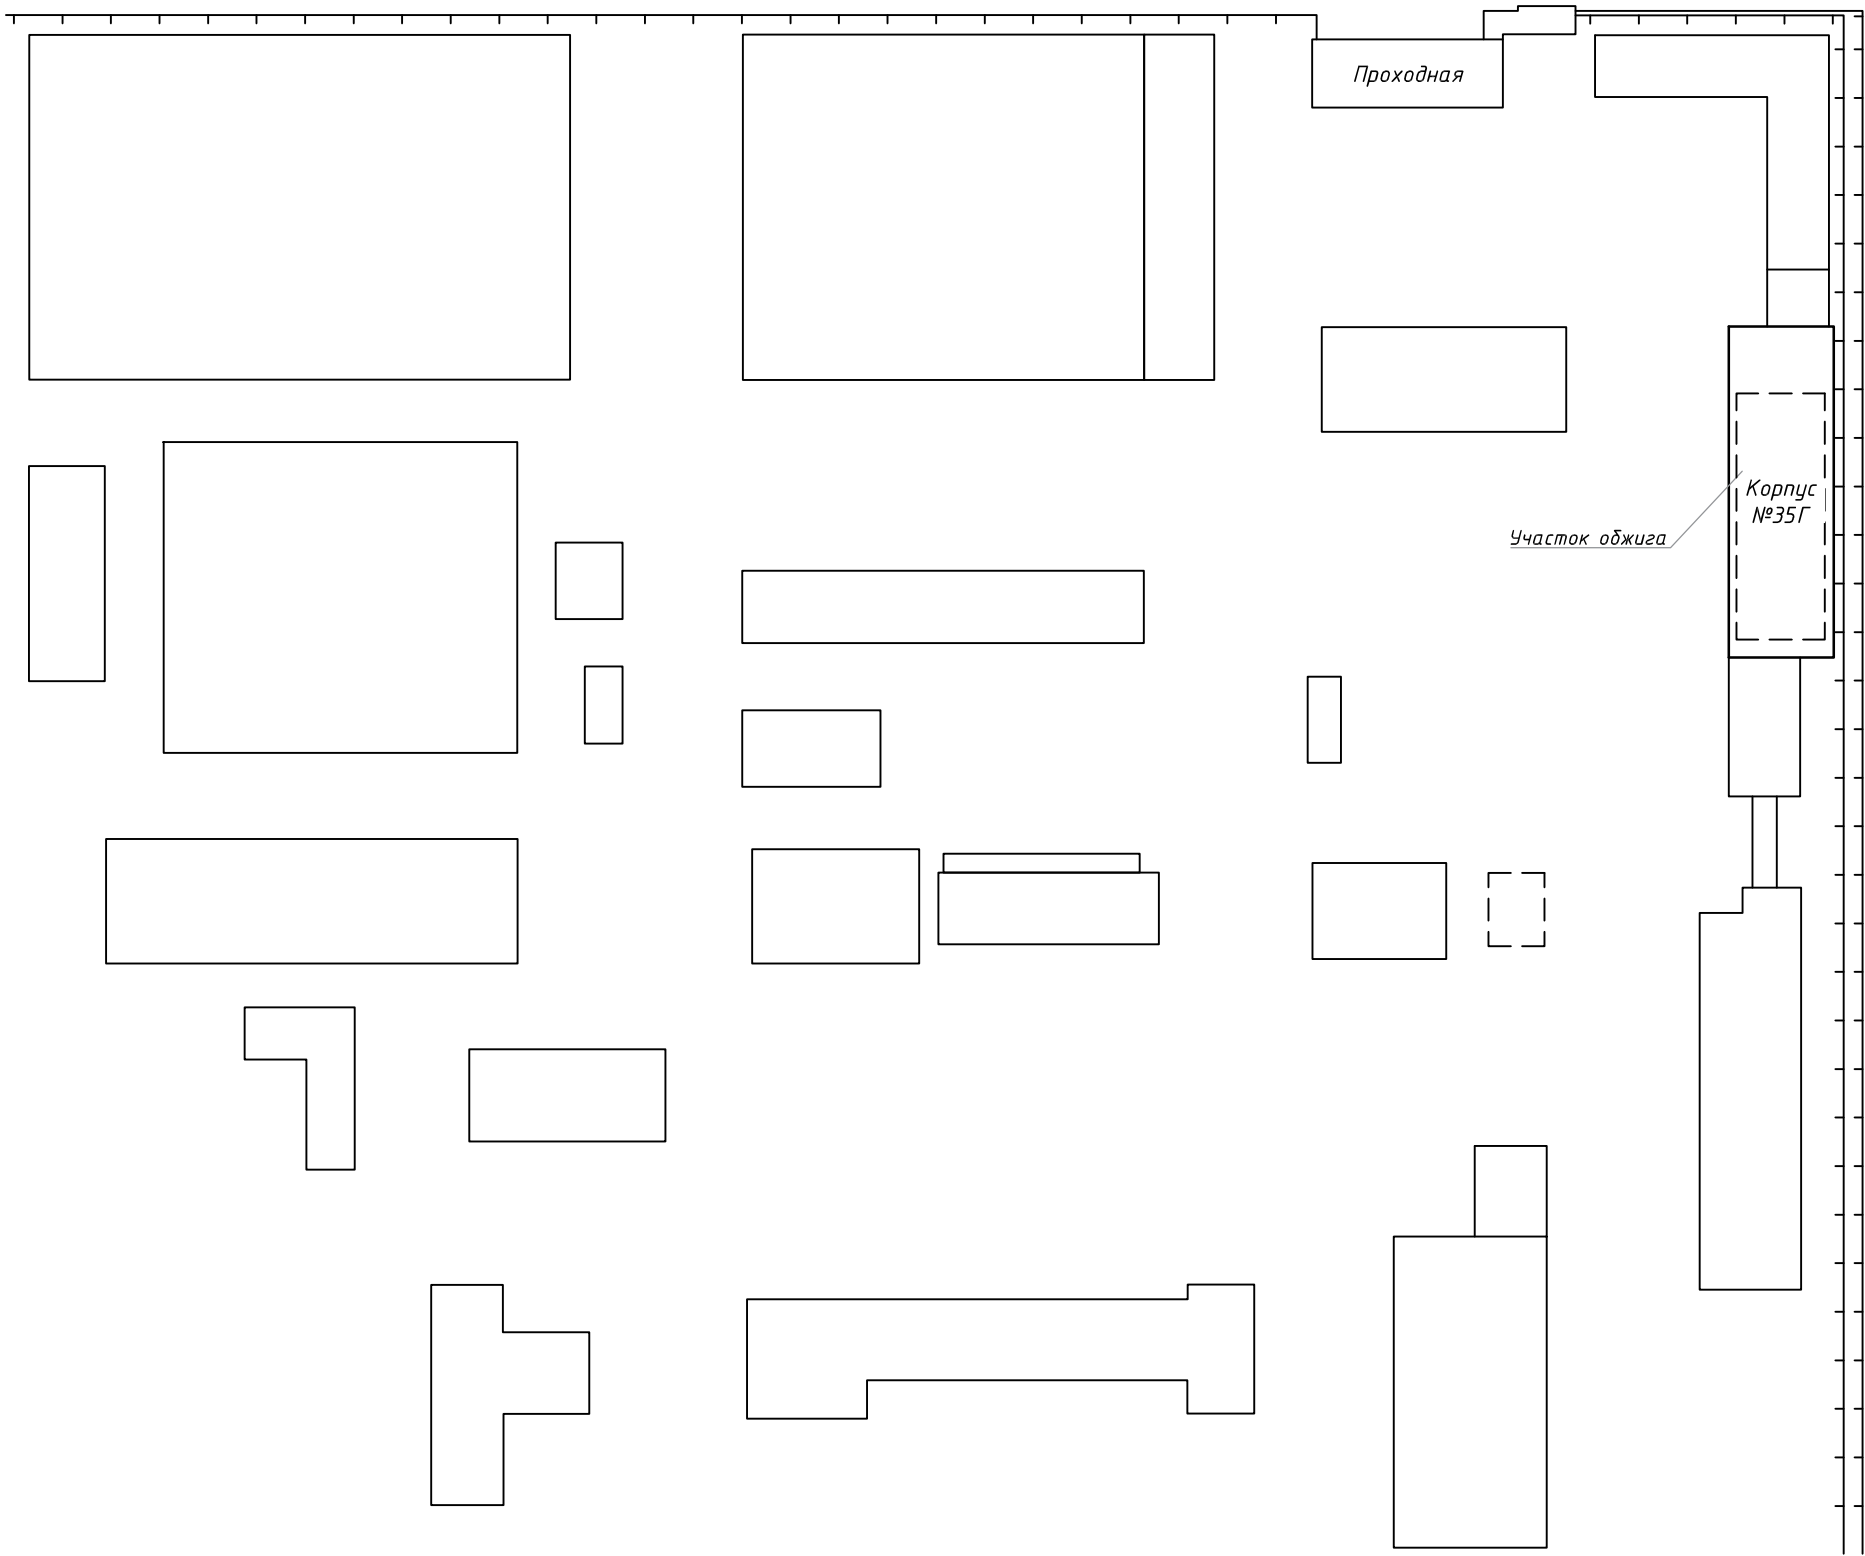 Проходная
Корпус
№35Г
Участок обжига